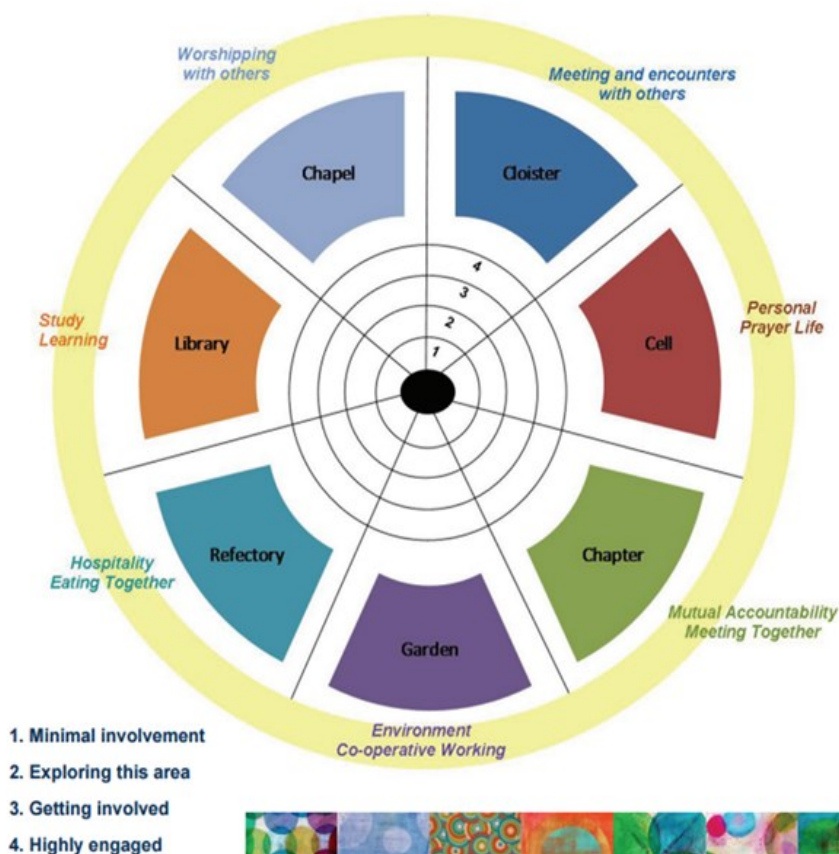 Worshipping
with others
Meeting and encounters
with others
Chapel
Cloister
4
3
2
1
Study
Learning
Library
Cell
Personal
Prayer Life
Refectory
Chapter
Hospitality
Eating Together
Garden
Mutual Accountability
Meeting Together
Environment
Co-operative Working
1. Minimal involvement
2. Exploring this area
3. Getting involved
4. Highly engaged